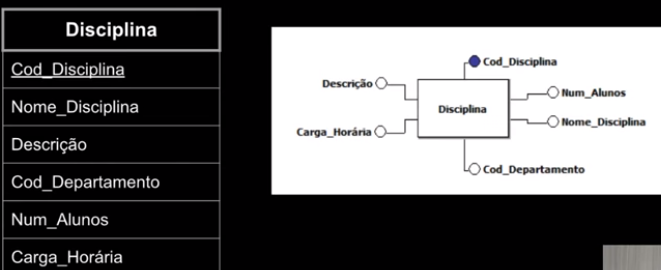 Disciplina
Cod_Disciplina
Nome_Disciplina
Descrição
Cod_Departamento
Num_Alunos
Carga_Horária
Cod_Disciplina
Descrição
Num_Alunos
Disciplina
Nome_Disciplina
Carga_Horária
Cod_Departamento